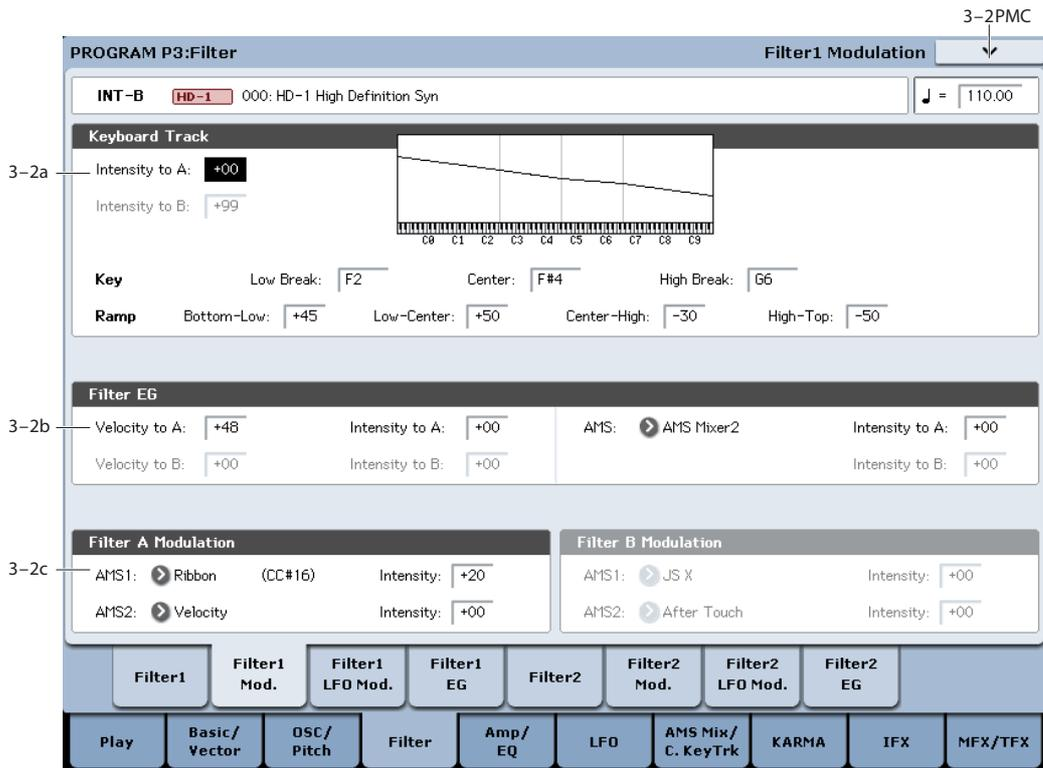 3-2PMC
PROGRAM P3:Filter Filter1 Modulation
INT-B HD-1 000: HD-1 High Definition Syn ♩ = 110.00
Keyboard Track
3-2a Intensity to A: +00
Intensity to B: +99
C0 C1 C2 C3 C4 C5 C6 C7 C8 C9
Key Low Break: F2 Center: F#4 High Break: G6
Ramp Bottom-Low: +45 Low-Center: +50 Center-High: -30 High-Top: -50
Filter EG
3-2b Velocity to A: +48 Intensity to A: +00 AMS: AMS Mixer2 Intensity to A: +00
Velocity to B: +00 Intensity to B: +00 Intensity to B: +00
Filter A Modulation Filter B Modulation
3-2c AMS1: Ribbon (CC#16) Intensity: +20 AMS1: JS X Intensity: +00
AMS2: Velocity Intensity: +00 AMS2: After Touch Intensity: +00
Filter1 Filter1 Mod. Filter1 LFO Mod. Filter1 EG Filter2 Filter2 Mod. Filter2 LFO Mod. Filter2 EG
Play Basic/Vector OSC/Pitch Filter Amp/EQ LFO AMS Mix/C. KeyTrk KARMA IFX MFX/TFX